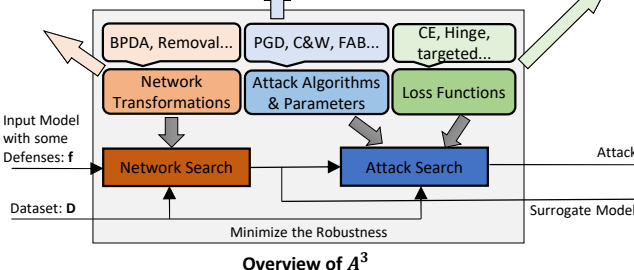 BPDA, Removal...
PGD, C&W, FAB...
CE, Hinge,
targeted...
Network
Transformations
Attack Algorithms
& Parameters
Loss Functions
Input Model
with some
Defenses: f
Network Search
Attack Search
Attack
Dataset: D
Surrogate Model
Minimize the Robustness
Overview of A³